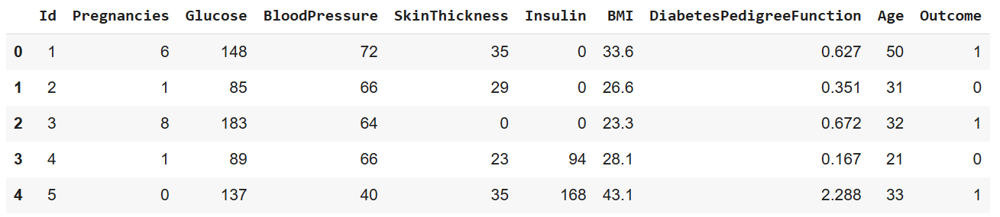 Id Pregnancies Glucose BloodPressure SkinThickness Insulin BMI DiabetesPedigreeFunction Age Outcome
0 1 6 148 72 35 0 33.6 0.627 50 1
1 2 1 85 66 29 0 26.6 0.351 31 0
2 3 8 183 64 0 0 23.3 0.672 32 1
3 4 1 89 66 23 94 28.1 0.167 21 0
4 5 0 137 40 35 168 43.1 2.288 33 1